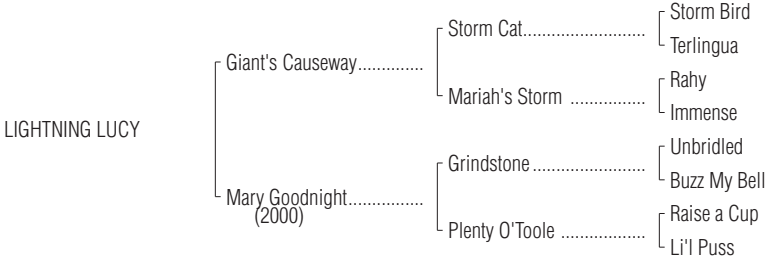 Storm Bird
Storm Cat.........................
Terlingua
Giant's Causeway..............
Rahy
Mariah's Storm ................
Immense
LIGHTNING LUCY
Unbridled
Grindstone.......................
Buzz My Bell
Mary Goodnight................
(2000)
Raise a Cup
Plenty O'Toole .................
Li'l Puss